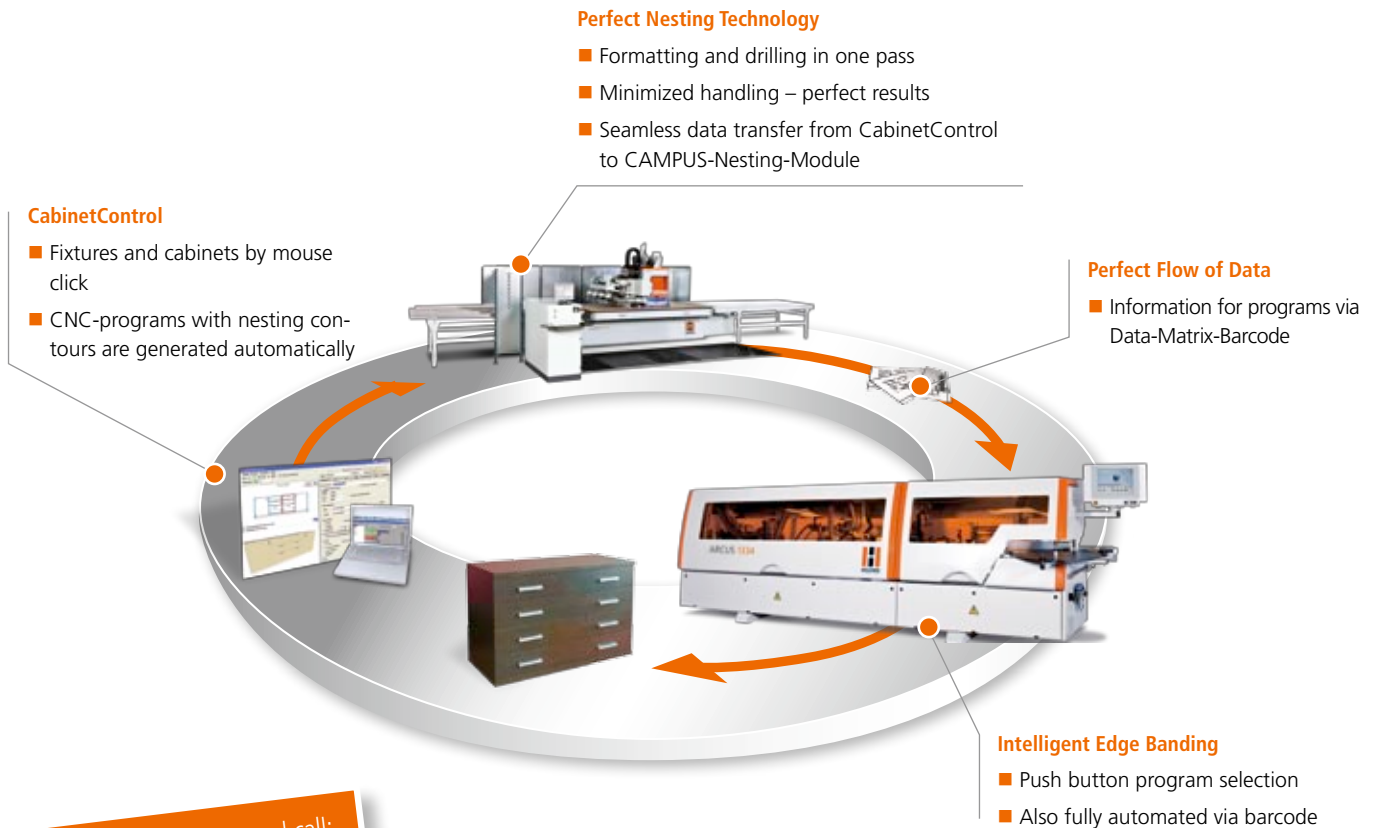 Perfect Nesting Technology
Formatting and drilling in one pass
Minimized handling – perfect results
Seamless data transfer from CabinetControl
to CAMPUS-Nesting-Module
CabinetControl
Fixtures and cabinets by mouse
click
CNC-programs with nesting con-
tours are generated automatically
Perfect Flow of Data
Information for programs via
Data-Matrix-Barcode
ARCUS 1334
Intelligent Edge Banding
Push button program selection
Also fully automated via barcode
call: